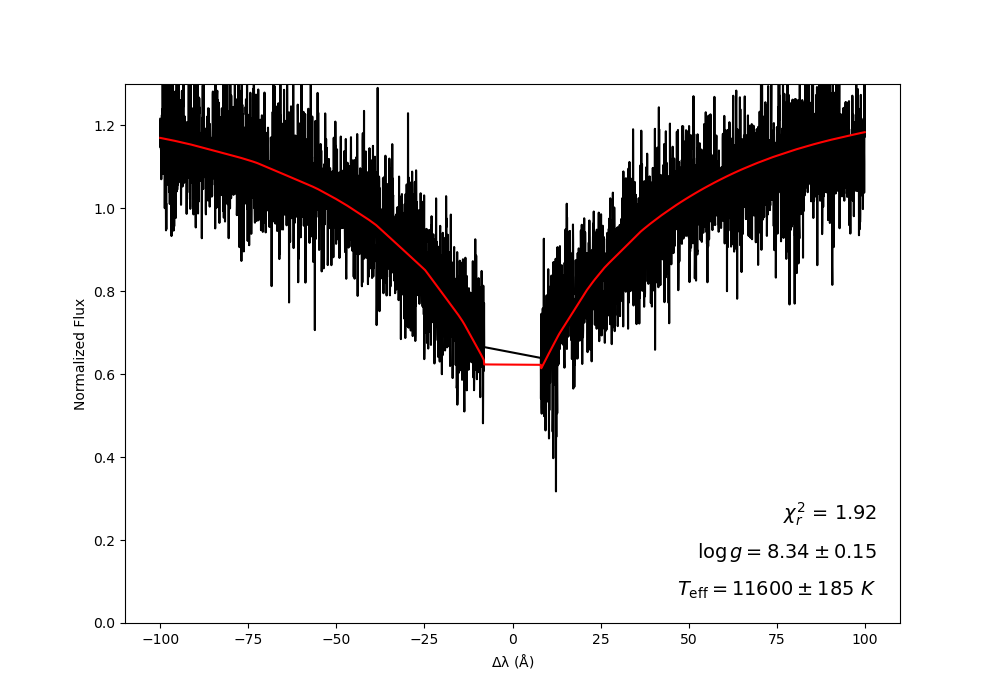 1.2
1.0
0.8
0.6
0.4
0.2
0.0
Normalized Flux
χ²ᵣ = 1.92
log g = 8.34 ± 0.15
T_eff = 11600 ± 185 K
−100 −75 −50 −25 0 25 50 75 100
Δλ (Å)